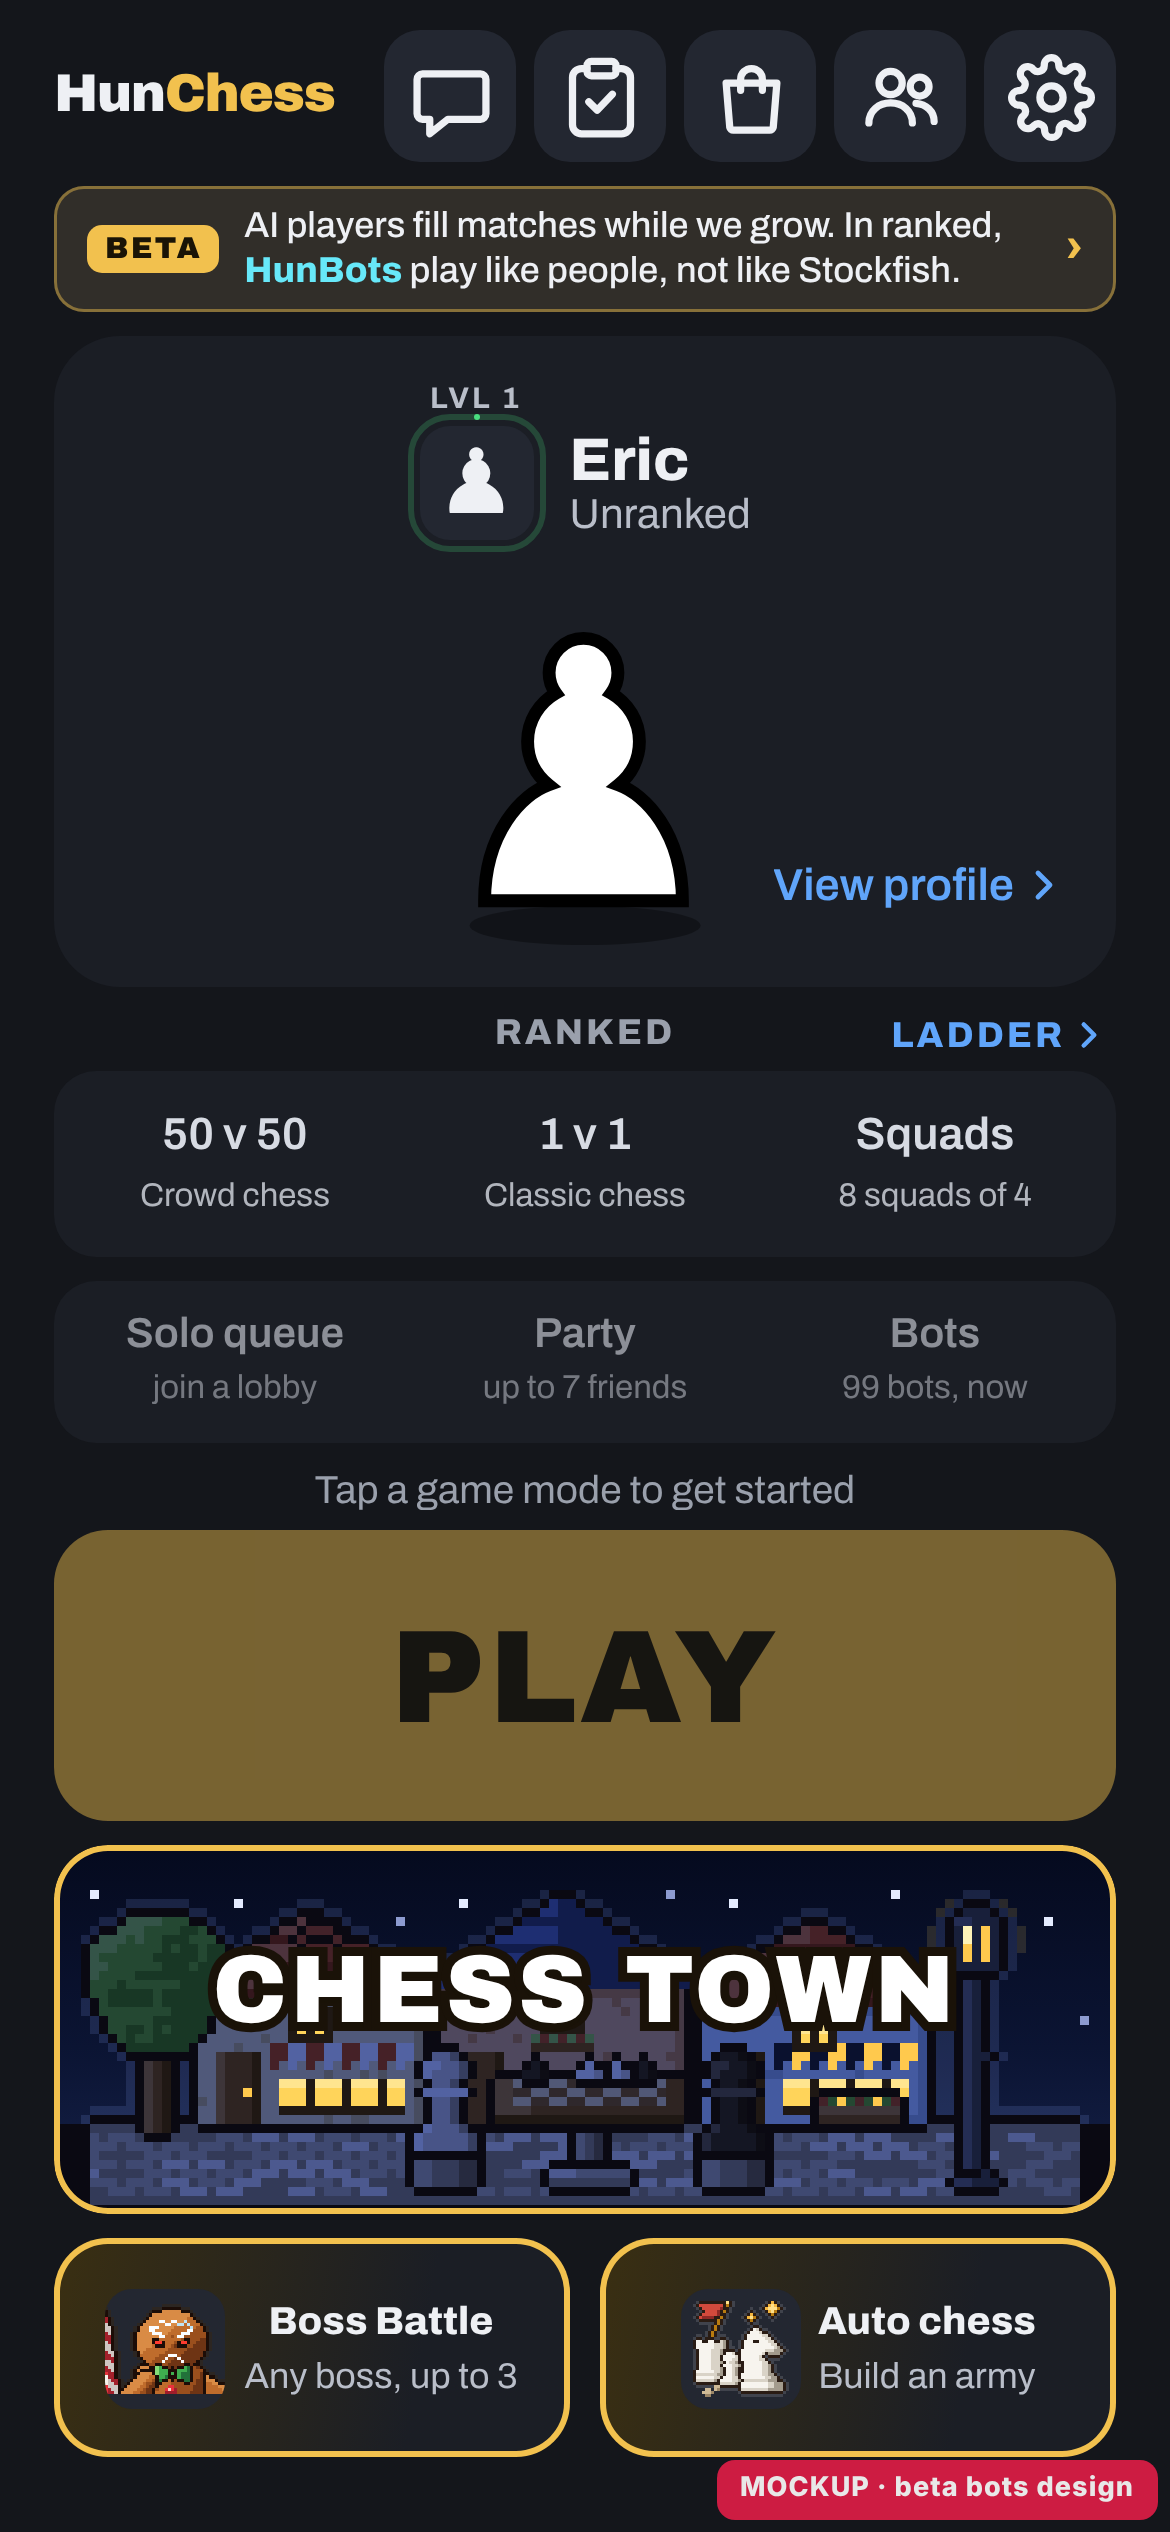 HunChess
BETA
AI players fill matches while we grow. In ranked,
HunBots play like people, not like Stockfish.
LVL 1
Eric
Unranked
View profile
RANKED
LADDER
50 v 50
Crowd chess
1 v 1
Classic chess
Squads
8 squads of 4
Solo queue
join a lobby
Party
up to 7 friends
Bots
99 bots, now
Tap a game mode to get started
PLAY
CHESS TOWN
Boss Battle
Any boss, up to 3
Auto chess
Build an army
MOCKUP · beta bots design